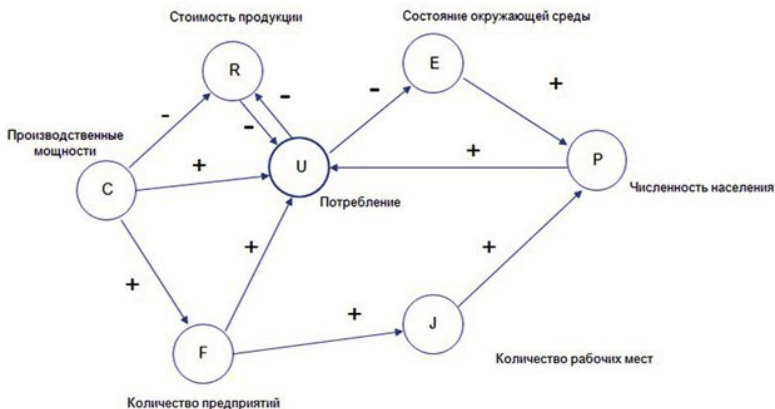 Стоимость продукции
Состояние окружающей среды
R
E
-
-
-
-
+
Производственные
мощности
+
+
C
U
P
Потребление
Численность населения
+
+
+
+
J
F
Количество рабочих мест
Количество предприятий